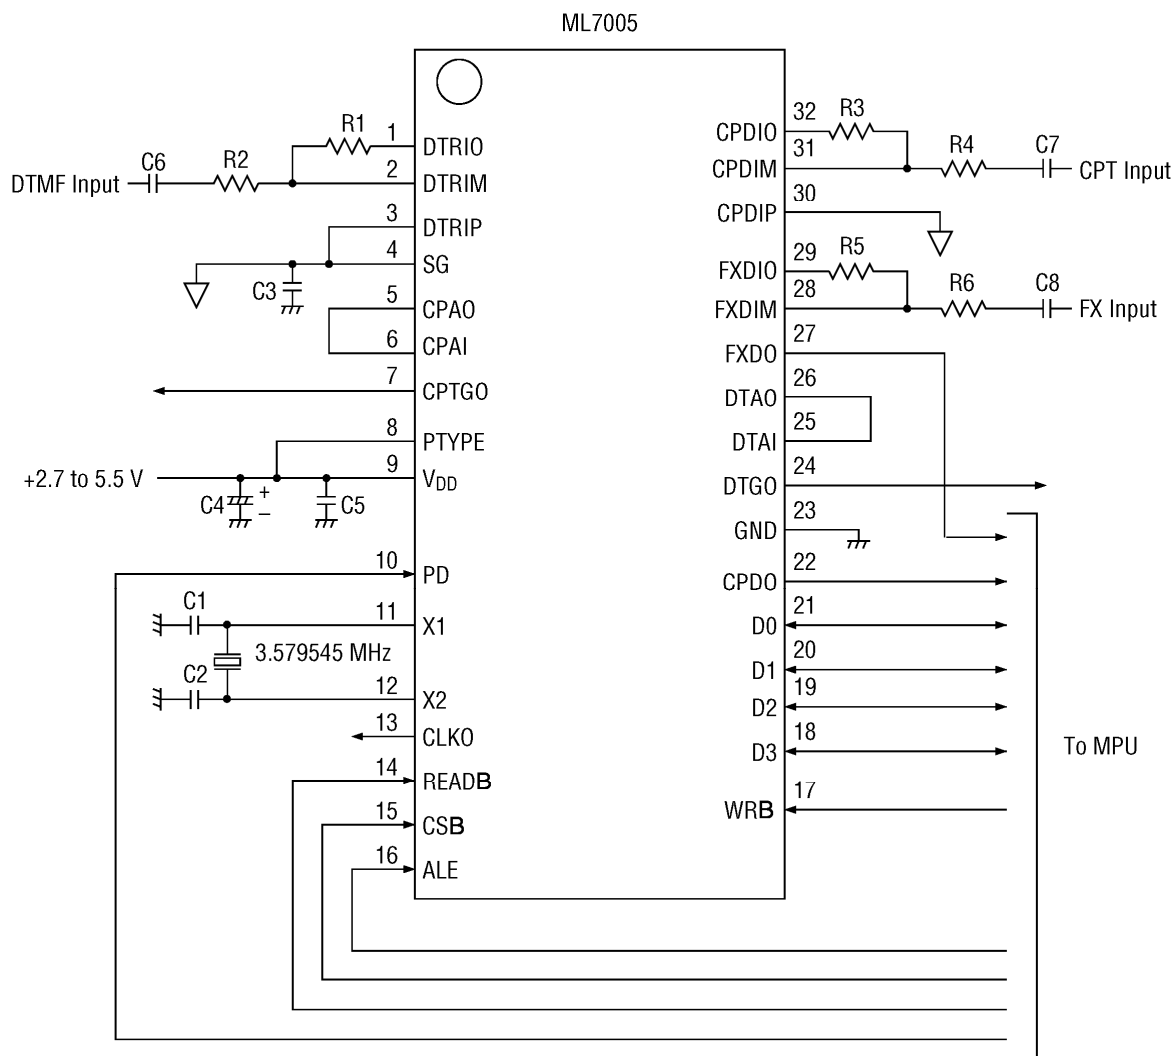 ML7005
DTMF Input
C6
R2
R1
1
DTRIO
2
DTRIM
3
DTRIP
4
SG
C3
5
CPAO
6
CPAI
7
CPTGO
8
PTYPE
9
VDD
+2.7 to 5.5 V
C4
+
–
C5
10
PD
C1
11
X1
3.579545 MHz
C2
12
X2
13
CLKO
14
READB
15
CSB
16
ALE
32
CPDIO
R3
31
CPDIM
R4
C7
CPT Input
30
CPDIP
29
FXDIO
R5
28
FXDIM
R6
C8
FX Input
27
FXDO
26
DTAO
25
DTAI
24
DTGO
23
GND
22
CPDO
21
D0
20
D1
19
D2
18
D3
17
WRB
To MPU